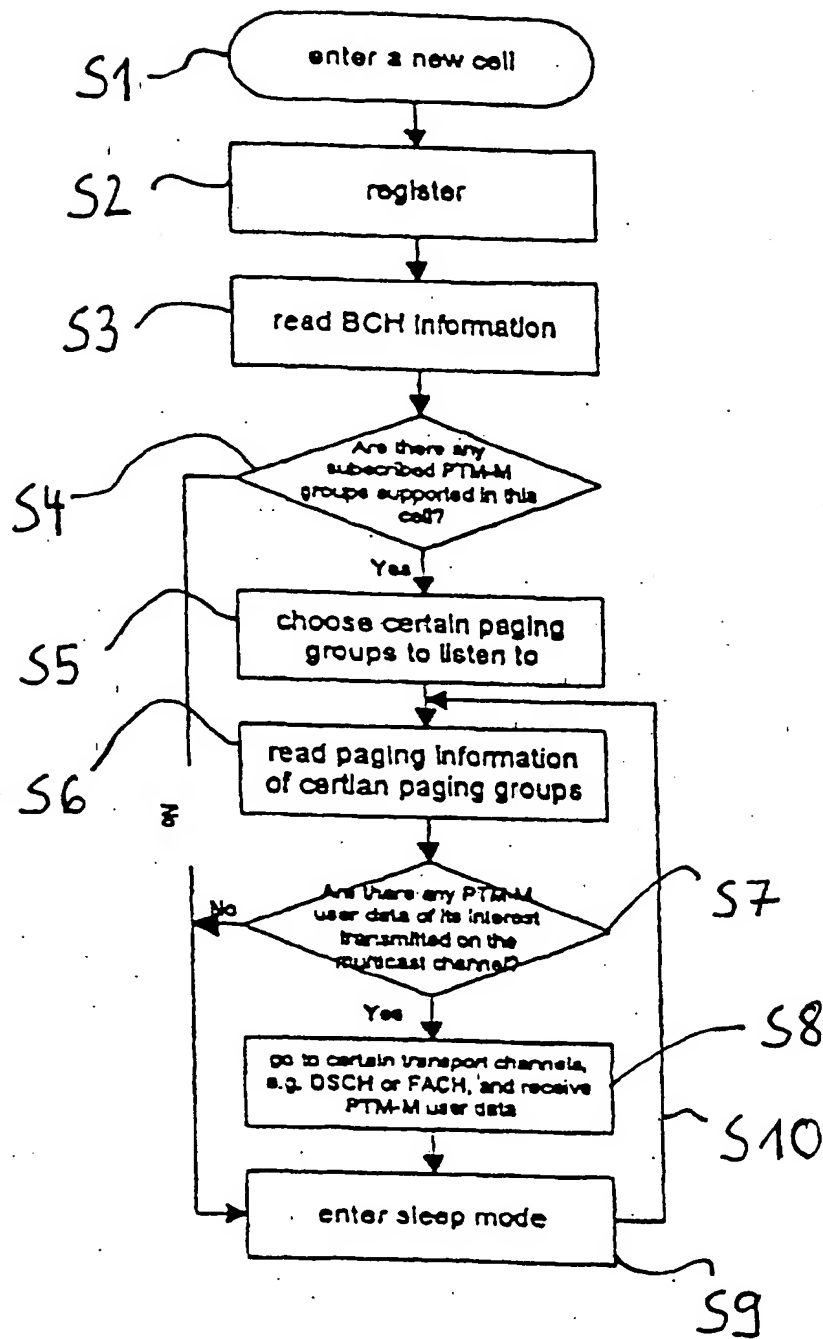 S1
enter a new cell
S2
register
S3
read BCH information
S4
Are there any
subscribed PTM-M
groups supported in this
cell?
Yes
S5
choose certain paging
groups to listen to
S6
read paging information
of certian paging groups
No
No
Are there any PTM-M
user data of its interest
transmitted on the
multicast channel?
S7
Yes
S8
go to certain transport channels,
e.g. DSCH or FACH, and receive
PTM-M user data
S10
enter sleep mode
S9